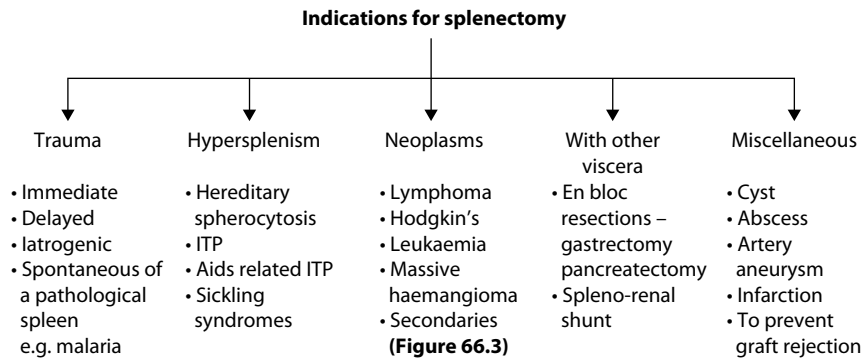 Indications for splenectomy
Trauma
• Immediate
• Delayed
• Iatrogenic
• Spontaneous of
a pathological
spleen
e.g. malaria
Hypersplenism
• Hereditary
spherocytosis
• ITP
• Aids related ITP
• Sickling
syndromes
Neoplasms
• Lymphoma
• Hodgkin's
• Leukaemia
• Massive
haemangioma
• Secondaries
(Figure 66.3)
With other
viscera
• En bloc
resections –
gastrectomy
pancreatectomy
• Spleno-renal
shunt
Miscellaneous
• Cyst
• Abscess
• Artery
aneurysm
• Infarction
• To prevent
graft rejection